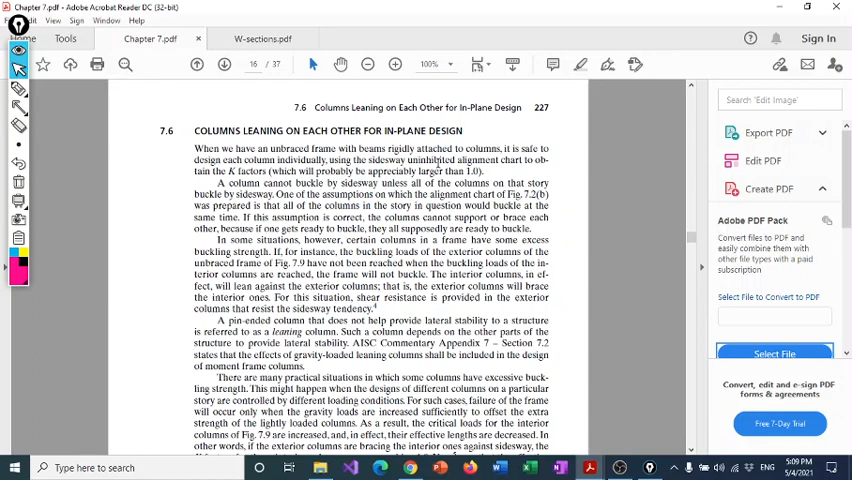 Chapter 7.pdf - Adobe Acrobat Reader DC (32-bit)
View Sign Window Help
Home Tools Chapter 7.pdf × W-sections.pdf Sign In
16 / 37 100%
Search 'Edit Image'
Export PDF
Edit PDF
Create PDF
Adobe PDF Pack
Convert files to PDF and
easily combine them with
other file types with a paid
subscription
Select File to Convert to PDF
Select File
Convert, edit and e-sign PDF
forms & agreements
Free 7-Day Trial
7.6 Columns Leaning on Each Other for In-Plane Design 227
7.6 COLUMNS LEANING ON EACH OTHER FOR IN-PLANE DESIGN
When we have an unbraced frame with beams rigidly attached to columns, it is safe to
design each column individually, using the sidesway uninhibited alignment chart to ob-
tain the K factors (which will probably be appreciably larger than 1.0).
A column cannot buckle by sidesway unless all of the columns on that story
buckle by sidesway. One of the assumptions on which the alignment chart of Fig. 7.2(b)
was prepared is that all of the columns in the story in question would buckle at the
same time. If this assumption is correct, the columns cannot support or brace each
other, because if one gets ready to buckle, they all supposedly are ready to buckle.
In some situations, however, certain columns in a frame have some excess
buckling strength. If, for instance, the buckling loads of the exterior columns of the
unbraced frame of Fig. 7.9 have not been reached when the buckling loads of the in-
terior columns are reached, the frame will not buckle. The interior columns, in ef-
fect, will lean against the exterior columns; that is, the exterior columns will brace
the interior ones. For this situation, shear resistance is provided in the exterior
columns that resist the sidesway tendency.4
A pin-ended column that does not help provide lateral stability to a structure
is referred to as a leaning column. Such a column depends on the other parts of the
structure to provide lateral stability. AISC Commentary Appendix 7 – Section 7.2
states that the effects of gravity-loaded leaning columns shall be included in the design
of moment frame columns.
There are many practical situations in which some columns have excessive buck-
ling strength. This might happen when the designs of different columns on a particular
story are controlled by different loading conditions. For such cases, failure of the frame
will occur only when the gravity loads are increased sufficiently to offset the extra
strength of the lightly loaded columns. As a result, the critical loads for the interior
columns of Fig. 7.9 are increased, and, in effect, their effective lengths are decreased. In
other words, if the exterior columns are bracing the interior ones against sidesway, the
Type here to search
ENG
5:09 PM
5/4/2021